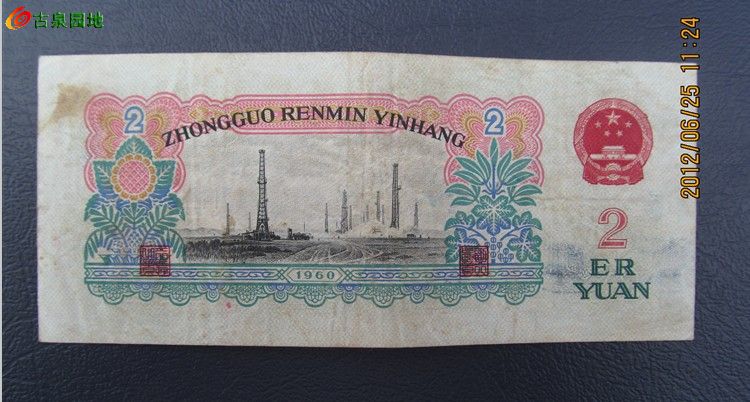 古泉园地
2012/06/25 11:24
2
2
ZHONGGUO RENMIN YINHANG
1960
2
ER
YUAN